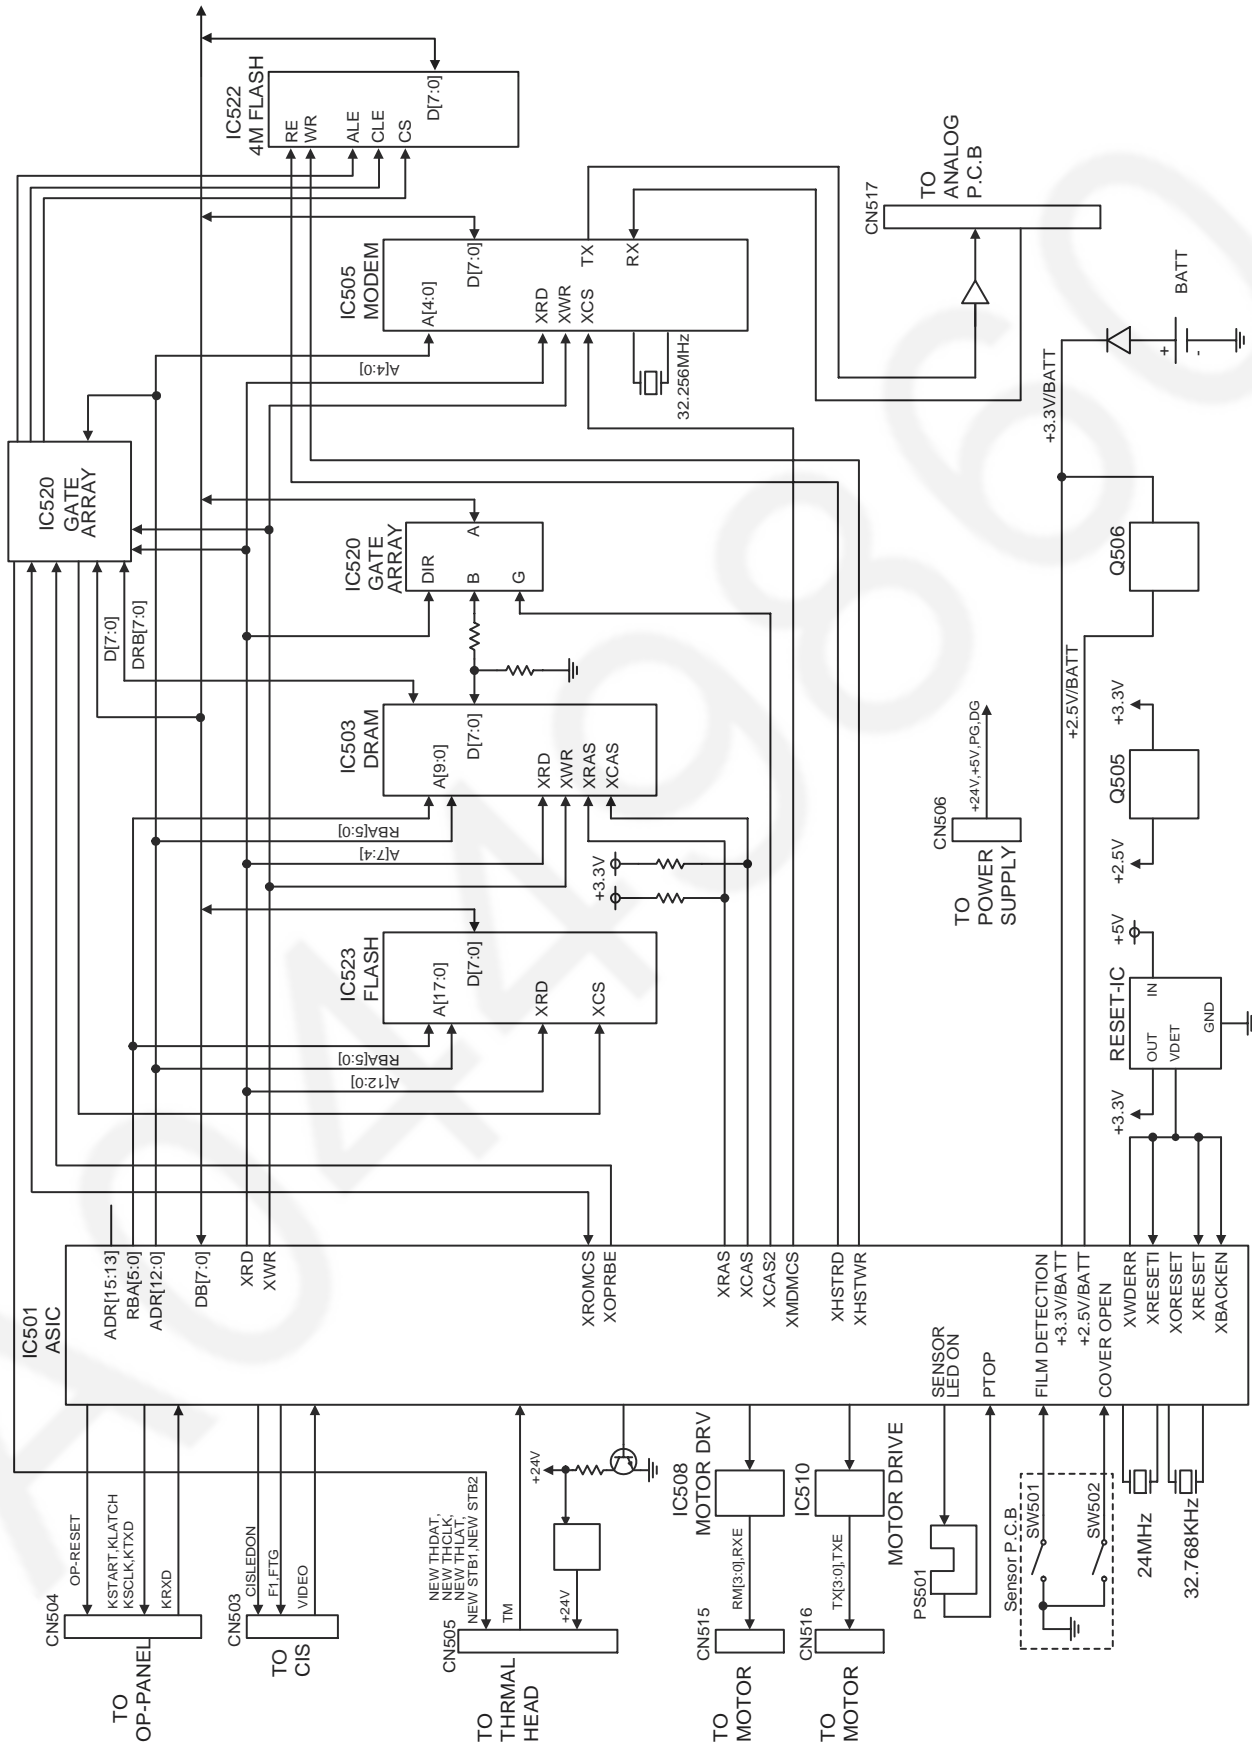 TO
OP-PANEL
CN504
OP-RESET
KSTART,KLATCH
KSCLK,KTXD
KRXD
TO
CIS
CN503
CISLEDON
F1,FTG
VIDEO
TO
THRMAL
HEAD
CN505
NEW THDAT,
NEW THCLK,
NEW THLAT,
NEW STB1,NEW STB2
TM
+24V
+24V
TO
MOTOR
CN515
RM[3:0],RXE
IC508
MOTOR DRV
TO
MOTOR
CN516
TX[3:0],TXE
IC510
MOTOR DRIVE
PS501
Sensor P.C.B
SW501
SW502
24MHz
32.768KHz
IC501
ASIC
ADR[15:13]
RBA[5:0]
ADR[12:0]
DB[7:0]
XRD
XWR
XROMCS
XOPRBE
XRAS
XCAS
XCAS2
XMDMCS
XHSTRD
XHSTWR
SENSOR
LED ON
PTOP
FILM DETECTION
+3.3V/BATT
+2.5V/BATT
COVER OPEN
XWDERR
XRESETI
XORESET
XRESET
XBACKEN
IC523
FLASH
A[17:0]
D[7:0]
XRD
XCS
RBA[5:0]
A[12:0]
IC503
DRAM
A[9:0]
D[7:0]
XRD
XWR
XRAS
XCAS
RBA[5:0]
A[7:4]
+3.3V
IC520
GATE
ARRAY
DIR
A
B
G
IC520
GATE
ARRAY
D[7:0]
DRB[7:0]
IC505
MODEM
A[4:0]
D[7:0]
XRD
XWR
XCS
TX
RX
A[4:0]
32.256MHz
IC522
4M FLASH
RE
WR
ALE
CLE
CS
D[7:0]
CN517
TO
ANALOG
P.C.B
TO
POWER
SUPPLY
CN506
+24V,+5V,PG,DG
RESET-IC
OUT
IN
VDET
GND
+3.3V
+5V
Q505
+2.5V
+3.3V
Q506
+2.5V/BATT
+3.3V/BATT
BATT
+
-
A044986